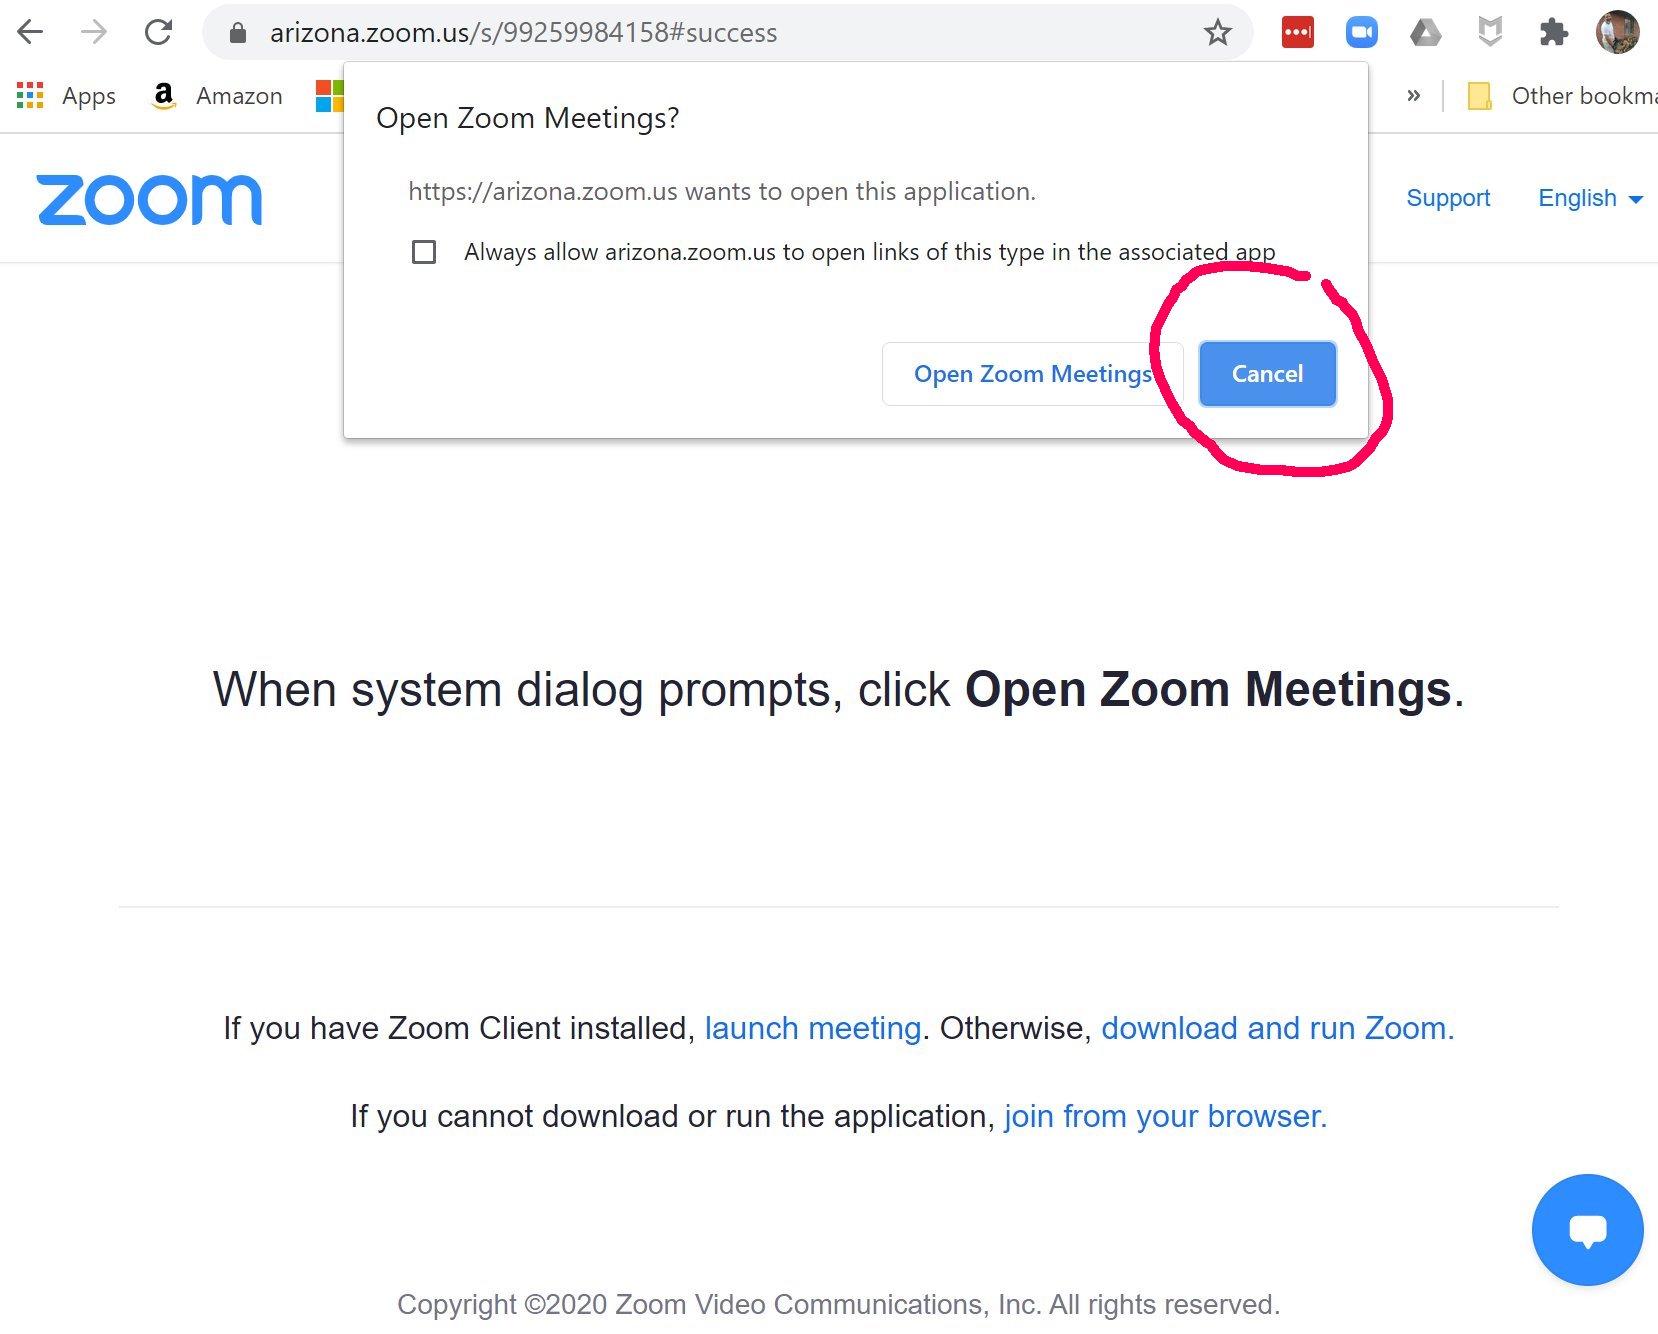 arizona.zoom.us/s/99259984158#success
Apps
Amazon
»
Other bookma
Open Zoom Meetings?
https://arizona.zoom.us wants to open this application.
Always allow arizona.zoom.us to open links of this type in the associated app
Open Zoom Meetings
Cancel
zoom
Support
English
When system dialog prompts, click Open Zoom Meetings.
If you have Zoom Client installed, launch meeting. Otherwise, download and run Zoom.
If you cannot download or run the application, join from your browser.
Copyright ©2020 Zoom Video Communications, Inc. All rights reserved.